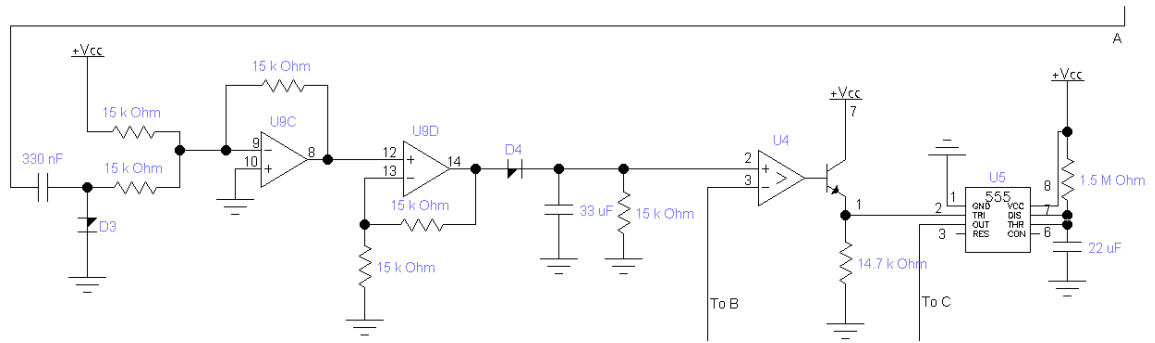 A
+Vcc
15 k Ohm
15 k Ohm
330 nF
15 k Ohm
D3
U9C
9
10
8
U9D
12
13
14
15 k Ohm
15 k Ohm
D4
33 uF
15 k Ohm
U4
2
3
>
+Vcc
7
1
14.7 k Ohm
To B
To C
U5
555
1
2
3
GND
TRI
OUT
RES
VCC
DIS
THR
CON
8
7
6
+Vcc
1.5 M Ohm
22 uF